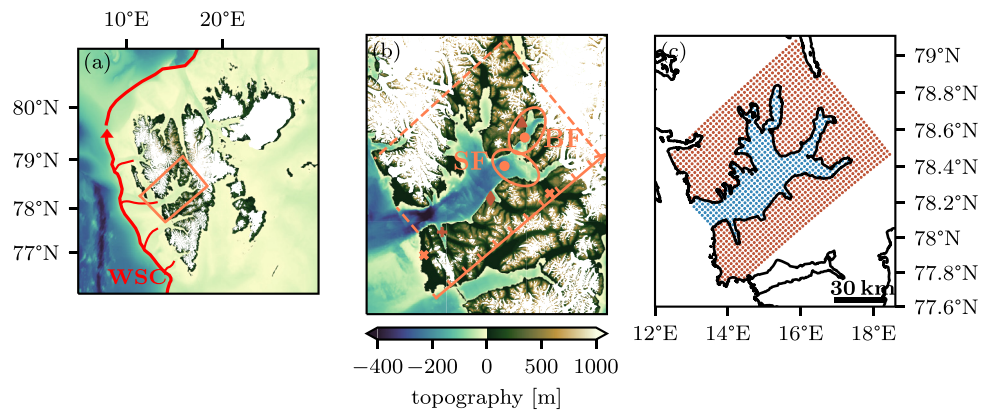 10°E 20°E
(a)
80°N
79°N
78°N
77°N
WSC
(b)
DF
SF
−400 −200 0 500 1000
topography [m]
(c)
79°N
78.8°N
78.6°N
78.4°N
78.2°N
78°N
77.8°N
77.6°N
30 km
12°E 14°E 16°E 18°E